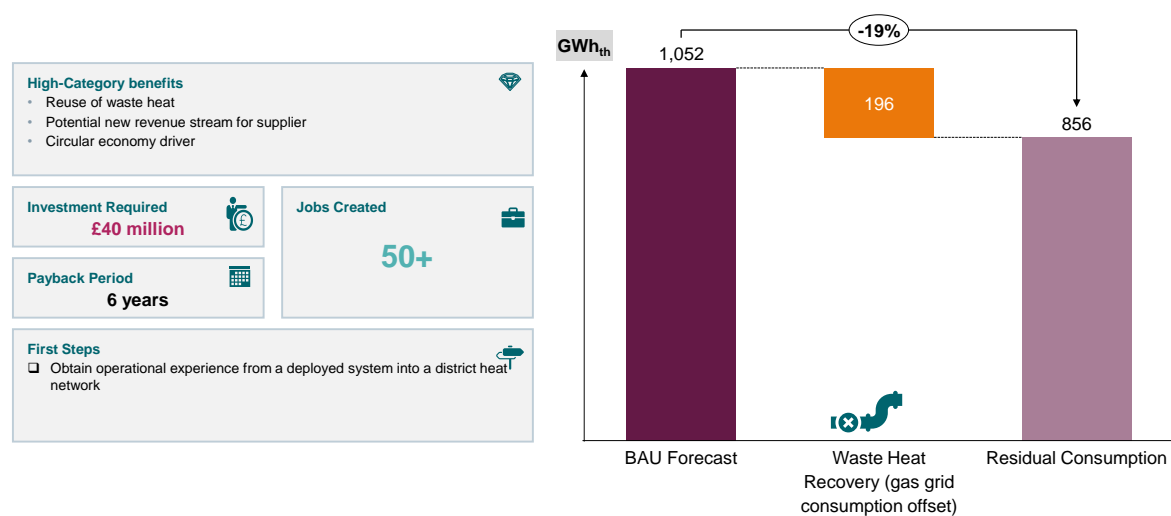 High-Category benefits
• Reuse of waste heat
• Potential new revenue stream for supplier
• Circular economy driver
Investment Required
£40 million
£
Jobs Created
50+
Payback Period
6 years
First Steps
❑ Obtain operational experience from a deployed system into a district heat
network
GWhth
-19%
1,052
196
856
BAU Forecast
Waste Heat
Recovery (gas grid
consumption offset)
Residual Consumption